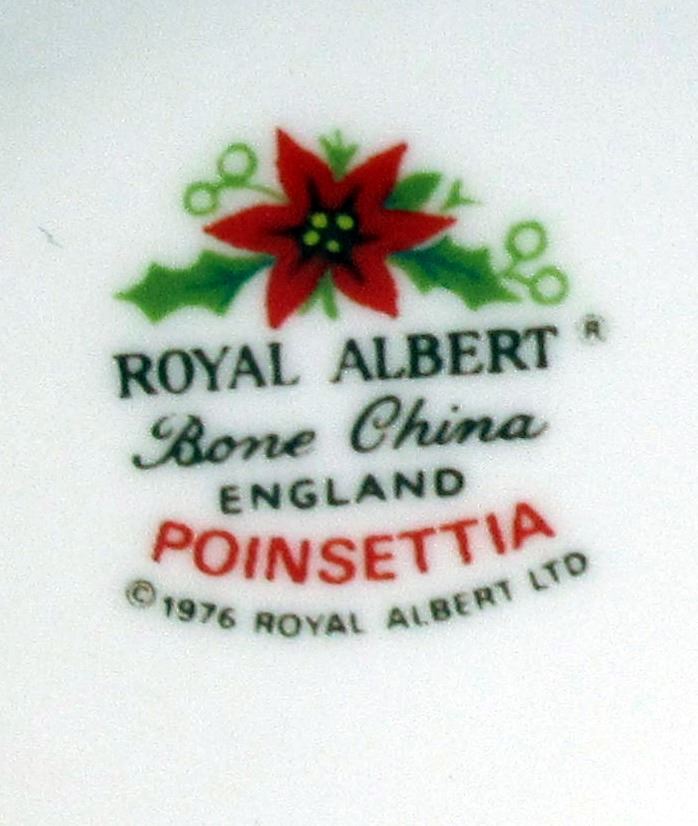 ROYAL ALBERT ®
Bone China
ENGLAND
POINSETTIA
© 1976 ROYAL ALBERT LTD